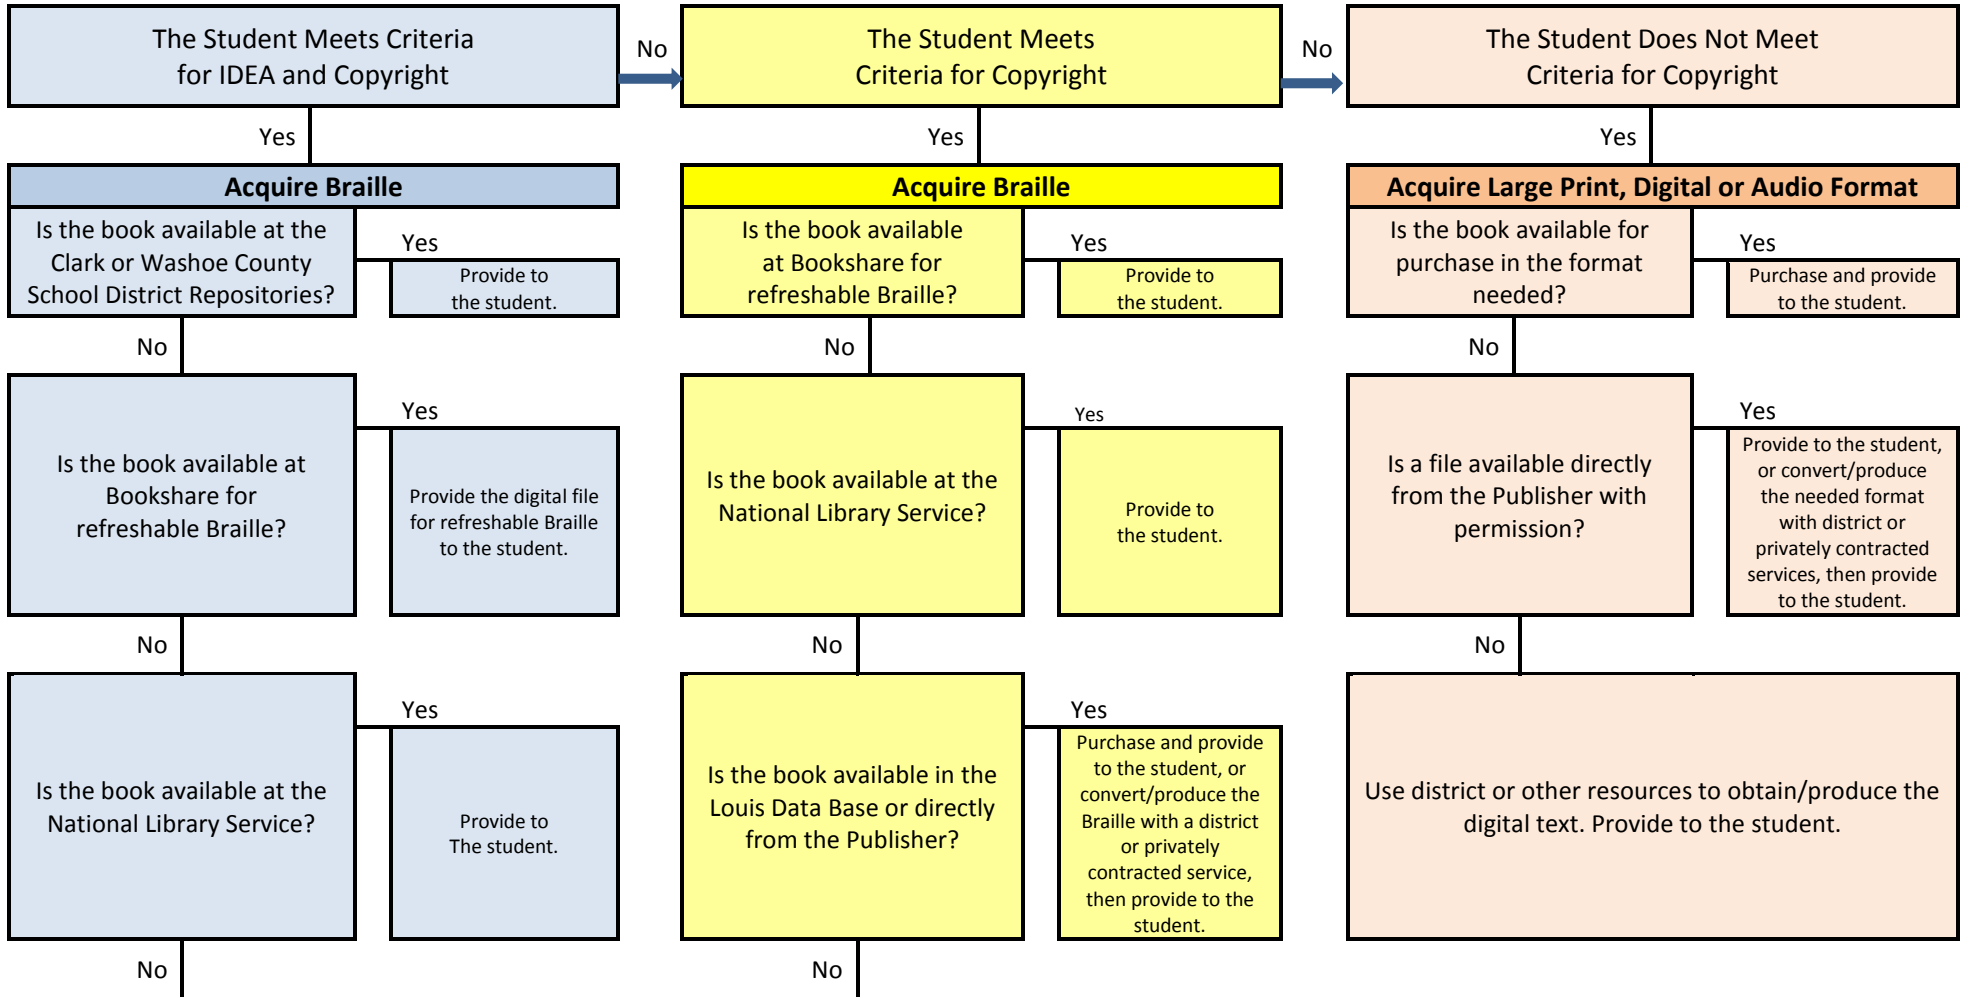 The Student Meets Criteria
for IDEA and Copyright
No
The Student Meets
Criteria for Copyright
No
The Student Does Not Meet
Criteria for Copyright
Yes
Yes
Yes
Acquire Braille
Is the book available at the
Clark or Washoe County
School District Repositories?
Yes
Provide to
the student.
No
Is the book available at
Bookshare for
refreshable Braille?
Yes
Provide the digital file
for refreshable Braille
to the student.
No
Is the book available at the
National Library Service?
Yes
Provide to
The student.
No
Acquire Braille
Is the book available
at Bookshare for
refreshable Braille?
Yes
Provide to
the student.
No
Is the book available at the
National Library Service?
Yes
Provide to
the student.
No
Is the book available in the
Louis Data Base or directly
from the Publisher?
Yes
Purchase and provide
to the student, or
convert/produce the
Braille with a district
or privately
contracted service,
then provide to the
student.
No
Acquire Large Print, Digital or Audio Format
Is the book available for
purchase in the format
needed?
Yes
Purchase and provide
to the student.
No
Is a file available directly
from the Publisher with
permission?
Yes
Provide to the student,
or convert/produce
the needed format
with district or
privately contracted
services, then provide
to the student.
No
Use district or other resources to obtain/produce the
digital text. Provide to the student.